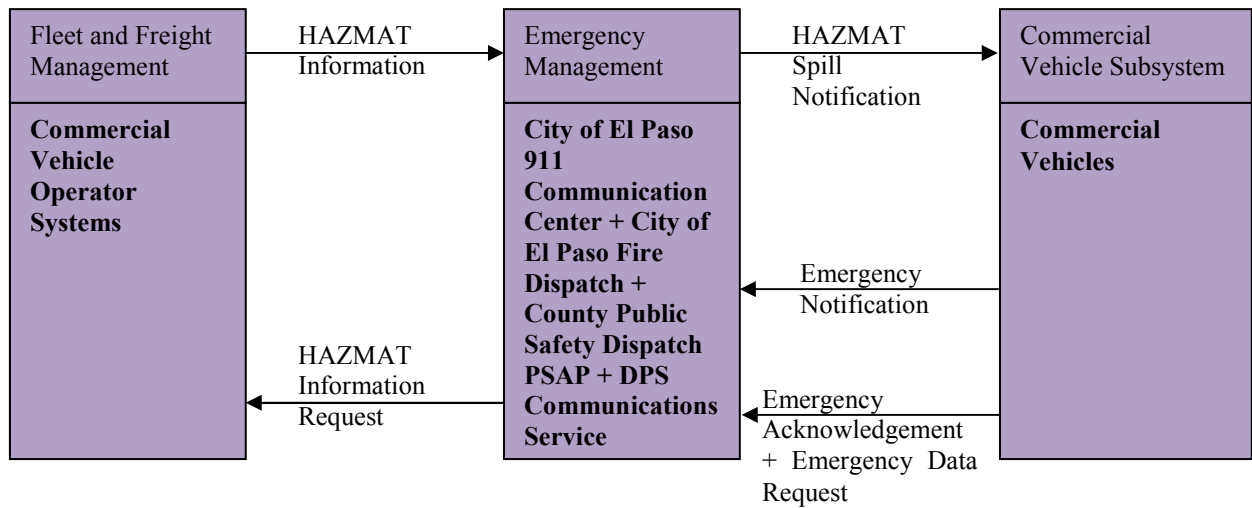 Fleet and Freight
Management
Commercial
Vehicle
Operator
Systems
HAZMAT
Information
HAZMAT
Information
Request
Emergency
Management
City of El Paso
911
Communication
Center + City of
El Paso Fire
Dispatch +
County Public
Safety Dispatch
PSAP + DPS
Communications
Service
HAZMAT
Spill
Notification
Emergency
Notification
Emergency
Acknowledgement
+ Emergency Data
Request
Commercial
Vehicle Subsystem
Commercial
Vehicles